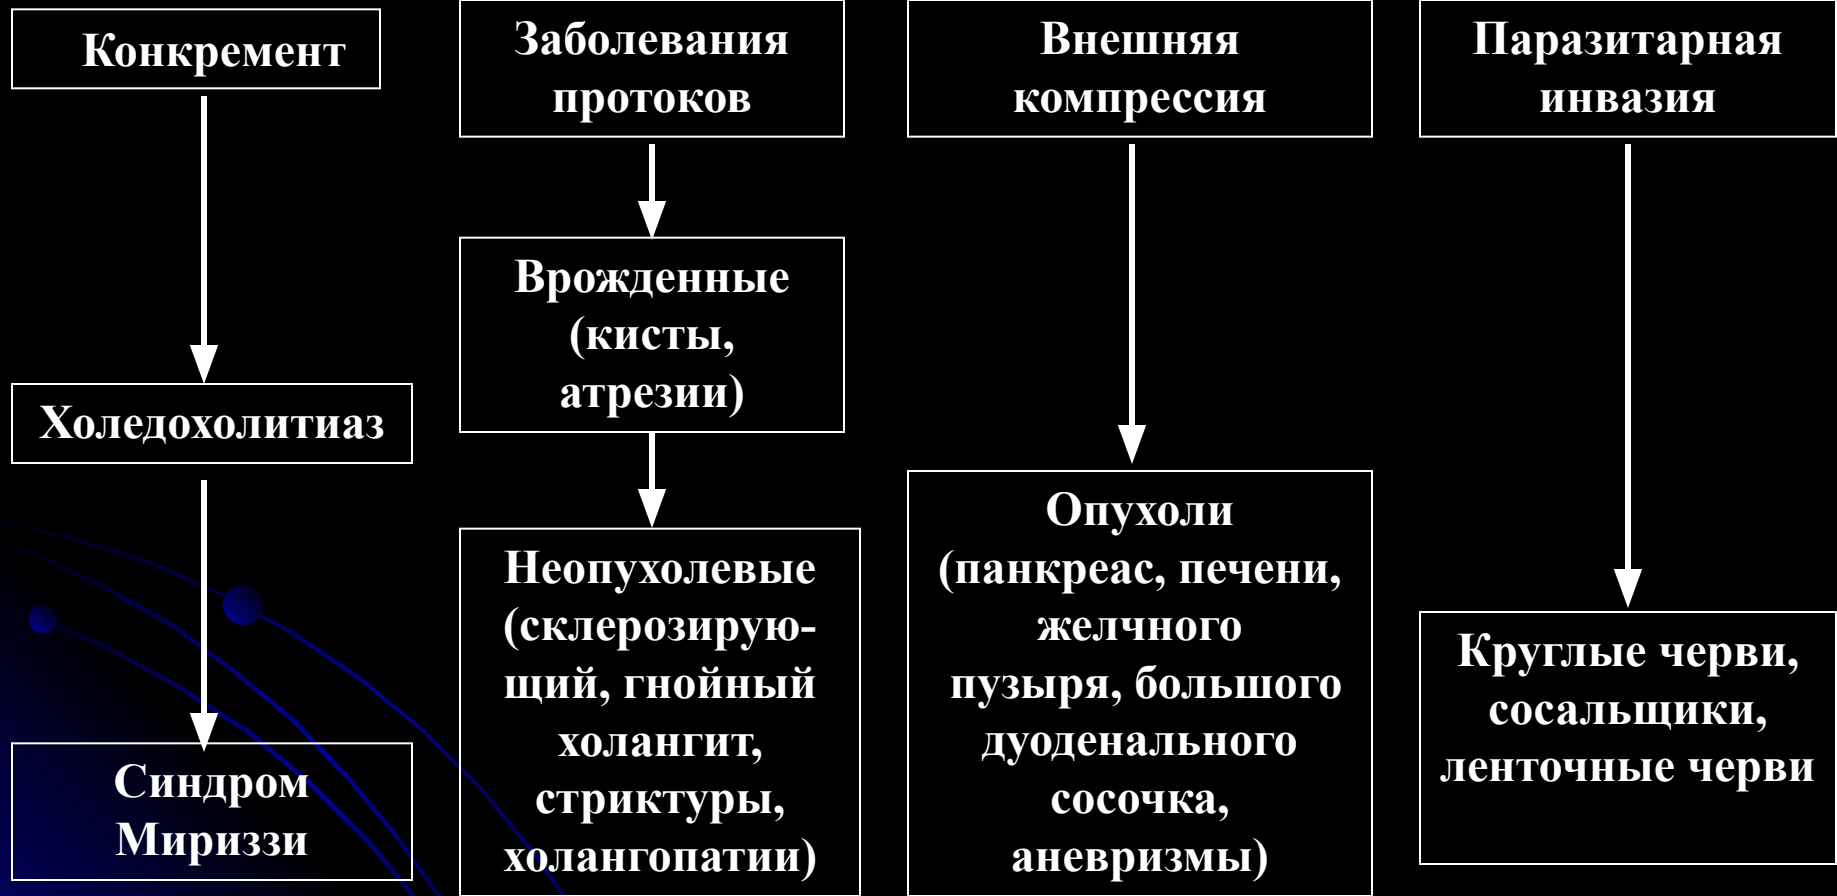 Конкремент
Холедохолитиаз
Синдром
Мириззи
Заболевания
протоков
Врожденные
(кисты,
атрезии)
Неопухолевые
(склерозирую-
щий, гнойный
холангит,
стриктуры,
холангопатии)
Внешняя
компрессия
Опухоли
(панкреас, печени,
желчного
пузыря, большого
дуоденального
сосочка,
аневризмы)
Паразитарная
инвазия
Круглые черви,
сосальщики,
ленточные черви